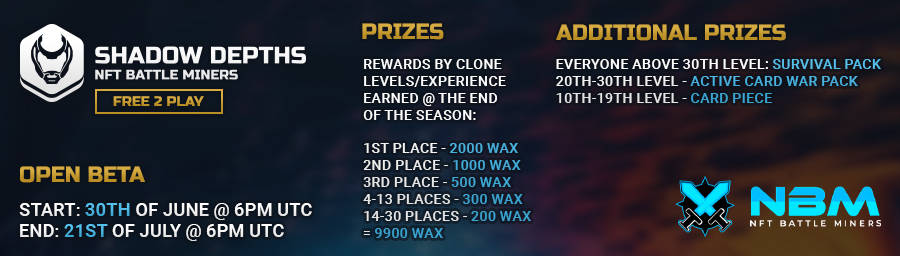 SHADOW DEPTHS
NFT BATTLE MINERS
FREE 2 PLAY
OPEN BETA
START: 30TH OF JUNE @ 6PM UTC
END: 21ST OF JULY @ 6PM UTC
PRIZES
REWARDS BY CLONE
LEVELS/EXPERIENCE
EARNED @ THE END
OF THE SEASON:
1ST PLACE - 2000 WAX
2ND PLACE - 1000 WAX
3RD PLACE - 500 WAX
4-13 PLACES - 300 WAX
14-30 PLACES - 200 WAX
= 9900 WAX
ADDITIONAL PRIZES
EVERYONE ABOVE 30TH LEVEL: SURVIVAL PACK
20TH-30TH LEVEL - ACTIVE CARD WAR PACK
10TH-19TH LEVEL - CARD PIECE
NBM
NFT BATTLE MINERS